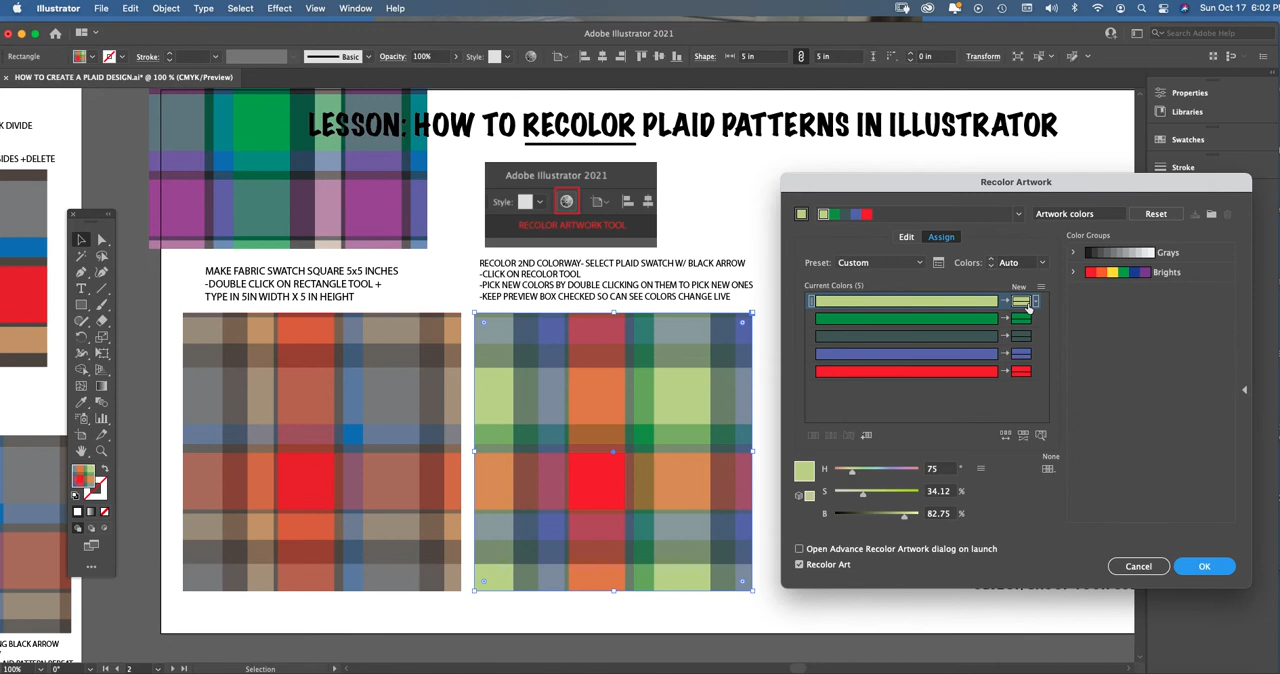 Illustrator File Edit Object Type Select Effect View Window Help Sun Oct 17 6:02 PM
Adobe Illustrator 2021
Search Adobe Help
Rectangle Stroke: Basic Opacity: 100% Style: Shape: 5 in 5 in 0 in Transform
× HOW TO CREATE A PLAID DESIGN.ai* @ 100 % (CMYK/Preview)
Properties
Libraries
Swatches
Stroke
K DIVIDE
SIDES +DELETE
LESSON: HOW TO RECOLOR PLAID PATTERNS IN ILLUSTRATOR
Adobe Illustrator 2021
Style:
RECOLOR ARTWORK TOOL
MAKE FABRIC SWATCH SQUARE 5x5 INCHES
-DOUBLE CLICK ON RECTANGLE TOOL +
TYPE IN 5IN WIDTH X 5 IN HEIGHT
RECOLOR 2ND COLORWAY- SELECT PLAID SWATCH W/ BLACK ARROW
-CLICK ON RECOLOR TOOL
-PICK NEW COLORS BY DOUBLE CLICKING ON THEM TO PICK NEW ONES
-KEEP PREVIEW BOX CHECKED SO CAN SEE COLORS CHANGE LIVE
Recolor Artwork
Artwork colors
Reset
Edit Assign
Color Groups
Preset: Custom Colors: Auto
Grays
Brights
Current Colors (5) New
None
H 75 °
S 34.12 %
B 82.75 %
Open Advance Recolor Artwork dialog on launch
Recolor Art
Cancel OK
NG BLACK ARROW
100% 0° 2 Selection